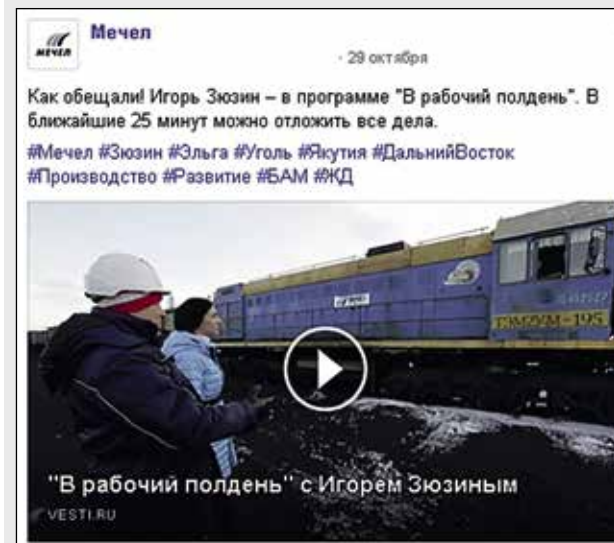 Мечел
МЕЧЕЛ
· 29 октября
Как обещали! Игорь Зюзин – в программе "В рабочий полдень". В
ближайшие 25 минут можно отложить все дела.
#Мечел #Зюзин #Эльга #Уголь #Якутия #ДальнийВосток
#Производство #Развитие #БАМ #ЖД
ТЭМ2УМ-195
"В рабочий полдень" с Игорем Зюзиным
VESTI.RU